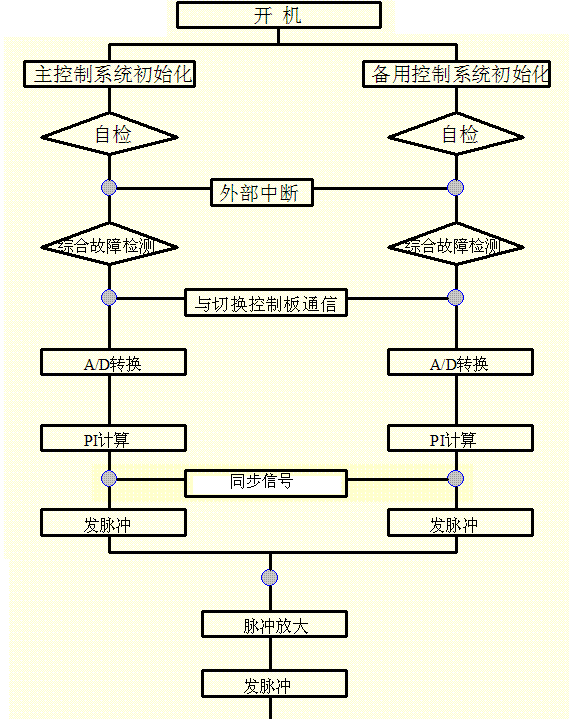 开 机
主控制系统初始化
备用控制系统初始化
自检
自检
外部中断
综合故障检测
综合故障检测
与切换控制板通信
A/D转换
A/D转换
PI计算
PI计算
同步信号
发脉冲
发脉冲
脉冲放大
发脉冲